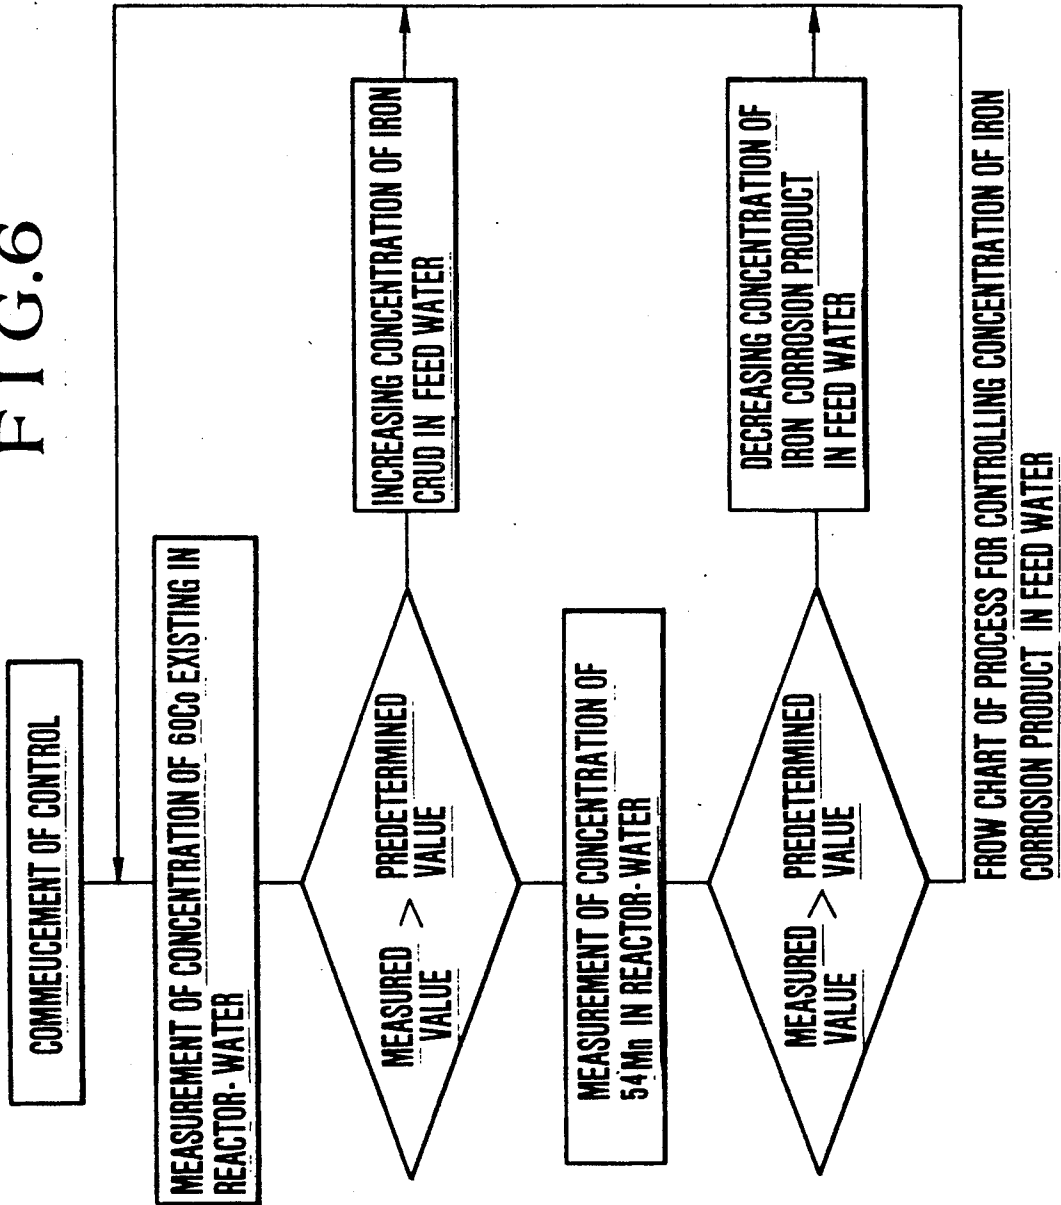 FIG.6
COMMEUCEMENT OF CONTROL
MEASUREMENT OF CONCENTRATION OF 60Co EXISTING IN
REACTOR-WATER
MEASURED > PREDETERMINED
VALUE VALUE
INCREASING CONCENTRATION OF IRON
CRUD IN FEED WATER
MEASUREMENT OF CONCENTRATION OF
54Mn IN REACTOR-WATER
MEASURED > PREDETERMINED
VALUE VALUE
DECREASING CONCENTRATION OF
IRON CORROSION PRODUCT
IN FEED WATER
FROW CHART OF PROCESS FOR CONTROLLING CONCENTRATION OF IRON
CORROSION PRODUCT IN FEED WATER